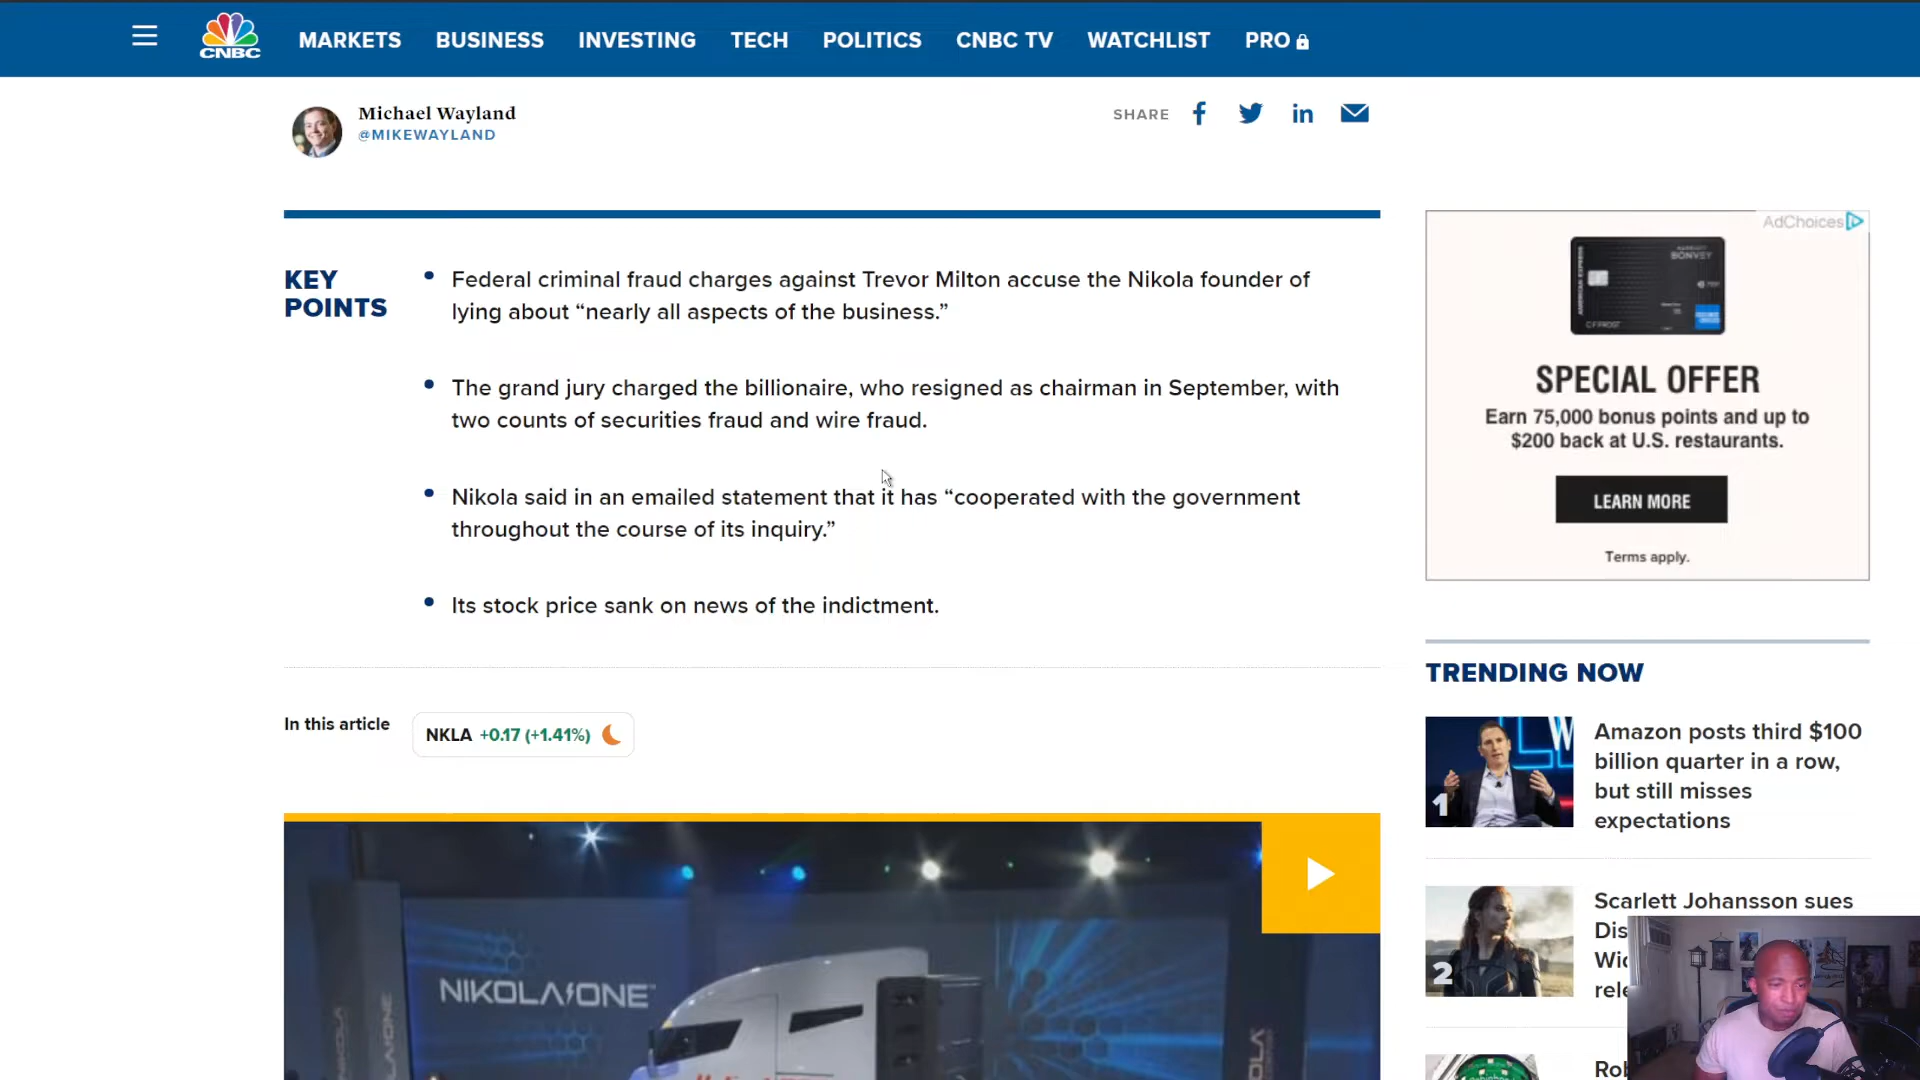 CNBC
MARKETS
BUSINESS
INVESTING
TECH
POLITICS
CNBC TV
WATCHLIST
PRO
Michael Wayland
@MIKEWAYLAND
SHARE
KEY
POINTS
Federal criminal fraud charges against Trevor Milton accuse the Nikola founder of
lying about “nearly all aspects of the business.”
The grand jury charged the billionaire, who resigned as chairman in September, with
two counts of securities fraud and wire fraud.
Nikola said in an emailed statement that it has “cooperated with the government
throughout the course of its inquiry.”
Its stock price sank on news of the indictment.
In this article
NKLA +0.17 (+1.41%)
NIKOLA ONE
AdChoices
BONVEY
AMERICAN EXPRESS
C F FROST
SPECIAL OFFER
Earn 75,000 bonus points and up to
$200 back at U.S. restaurants.
LEARN MORE
Terms apply.
TRENDING NOW
1
Amazon posts third $100
billion quarter in a row,
but still misses
expectations
2
Scarlett Johansson sues
Dis
Wic
rele